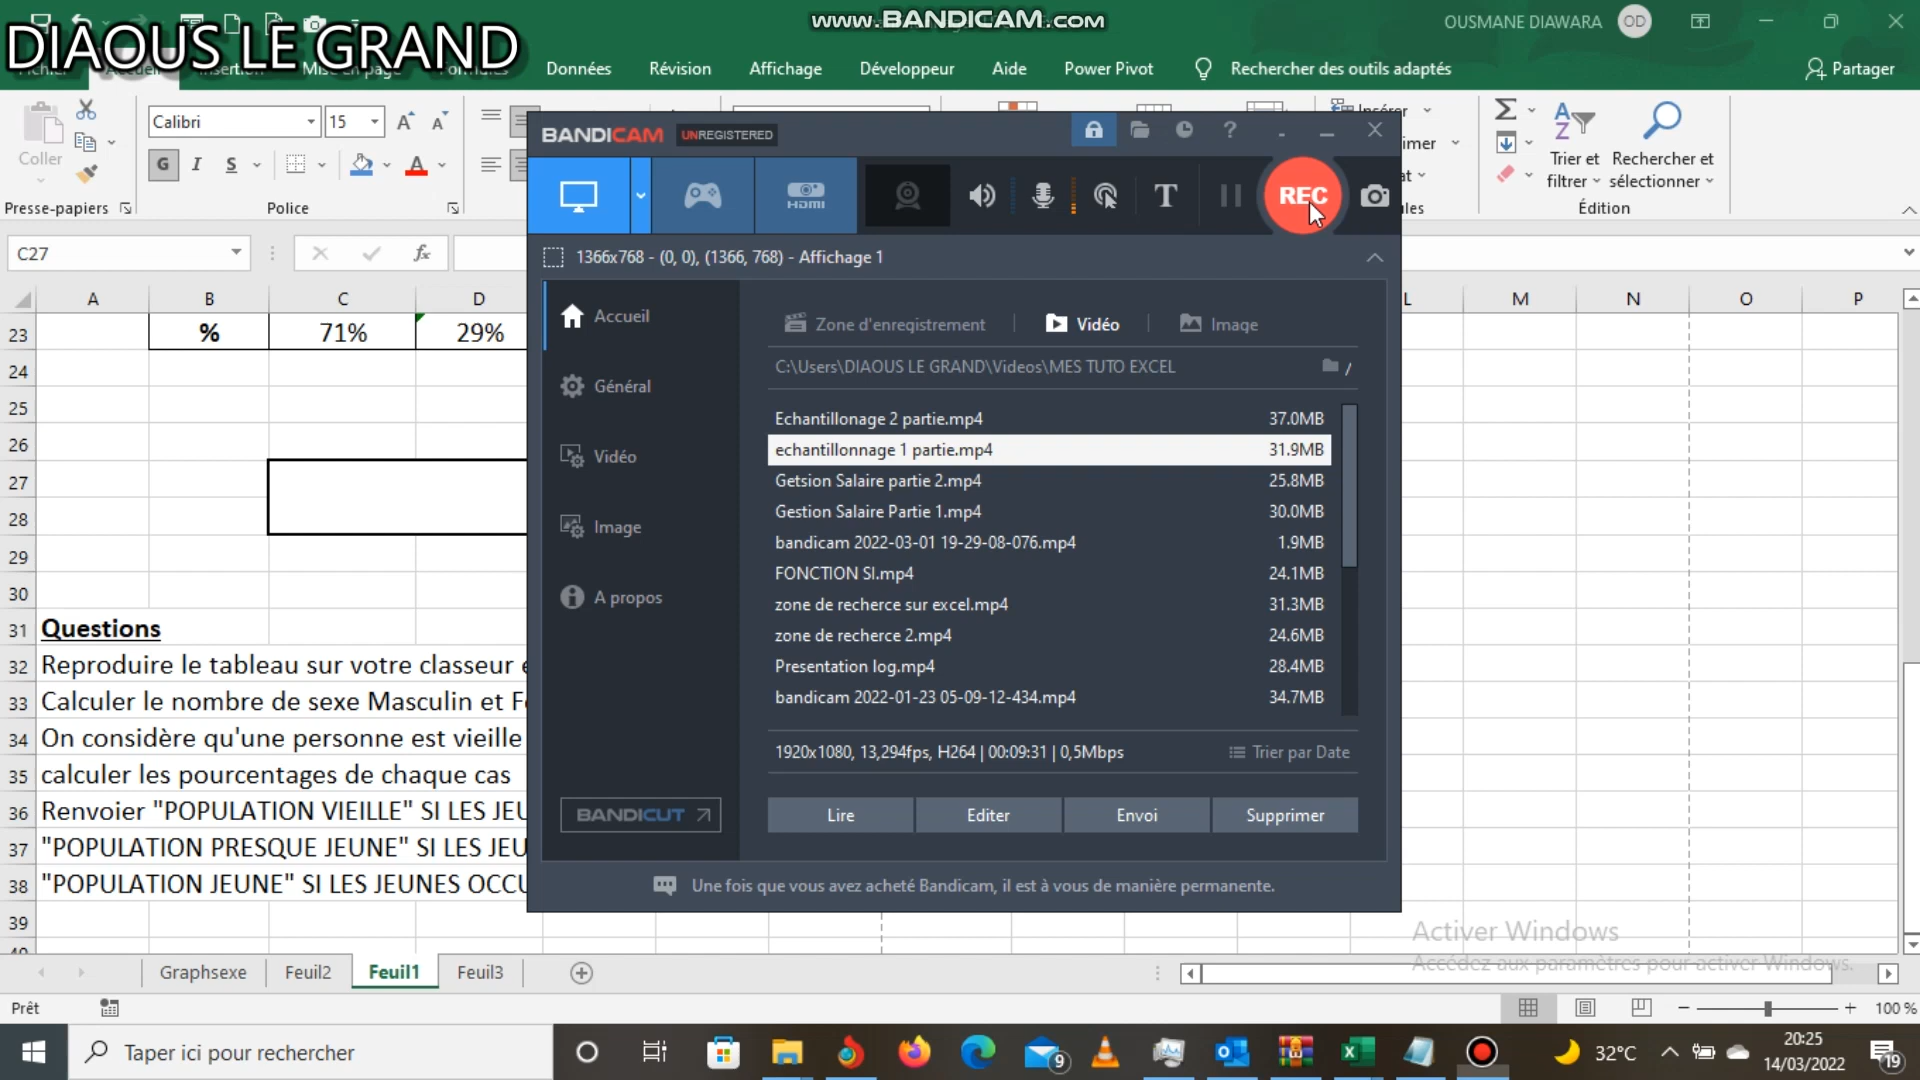 DIAOUS LE GRAND
www.BANDICAM.com
OUSMANE DIAWARA
OD
Données
Révision
Affichage
Développeur
Aide
Power Pivot
Rechercher des outils adaptés
Partager
Coller
Calibri
15
G I S
A
Presse-papiers
Police
Trier et
filtrer
Rechercher et
sélectionner
Édition
C27
fx
BANDICAM UNREGISTERED
HDMI
T
REC
1366x768 - (0, 0), (1366, 768) - Affichage 1
Accueil
Général
Vidéo
Image
A propos
BANDICUT
Zone d'enregistrement
Vidéo
Image
C:\Users\DIAOUS LE GRAND\Videos\MES TUTO EXCEL
Echantillonage 2 partie.mp4 37.0MB
echantillonnage 1 partie.mp4 31.9MB
Getsion Salaire partie 2.mp4 25.8MB
Gestion Salaire Partie 1.mp4 30.0MB
bandicam 2022-03-01 19-29-08-076.mp4 1.9MB
FONCTION SI.mp4 24.1MB
zone de recherce sur excel.mp4 31.3MB
zone de recherce 2.mp4 24.6MB
Presentation log.mp4 28.4MB
bandicam 2022-01-23 05-09-12-434.mp4 34.7MB
1920x1080, 13,294fps, H264 | 00:09:31 | 0,5Mbps
Trier par Date
Lire
Editer
Envoi
Supprimer
Une fois que vous avez acheté Bandicam, il est à vous de manière permanente.
A B C D L M N O P
23 % 71% 29%
24
25
26
27
28
29
30
31 Questions
32 Reproduire le tableau sur votre classeur
33 Calculer le nombre de sexe Masculin et
34 On considère qu'une personne est vieille
35 calculer les pourcentages de chaque cas
36 Renvoier "POPULATION VIEILLE" SI LES JEU
37 "POPULATION PRESQUE JEUNE" SI LES JEU
38 "POPULATION JEUNE" SI LES JEUNES OCCU
39
Activer Windows
Accédez aux paramètres pour activer Windows.
Graphsexe
Feuil2
Feuil1
Feuil3
Prêt
100 %
Taper ici pour rechercher
9
32°C
20:25
14/03/2022
19